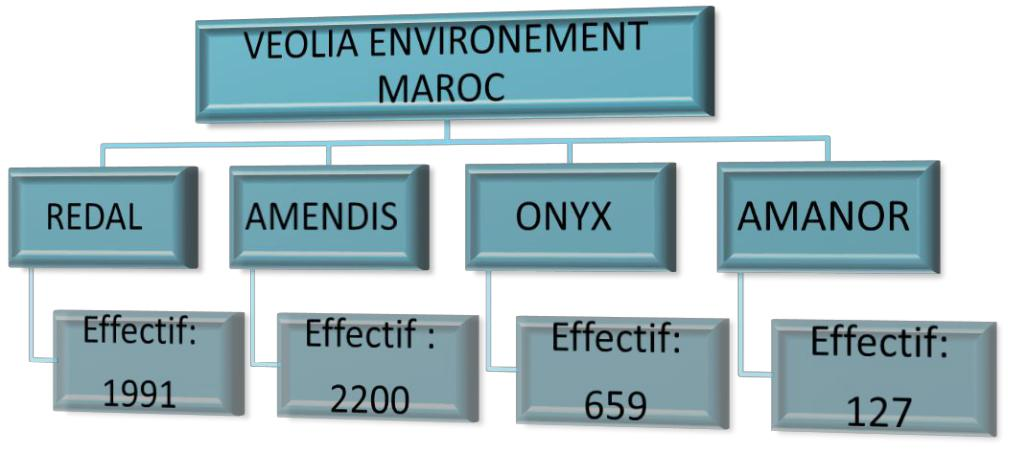 VEOLIA ENVIRONEMENT
MAROC
REDAL
AMENDIS
ONYX
AMANOR
Effectif:
1991
Effectif :
2200
Effectif:
659
Effectif:
127